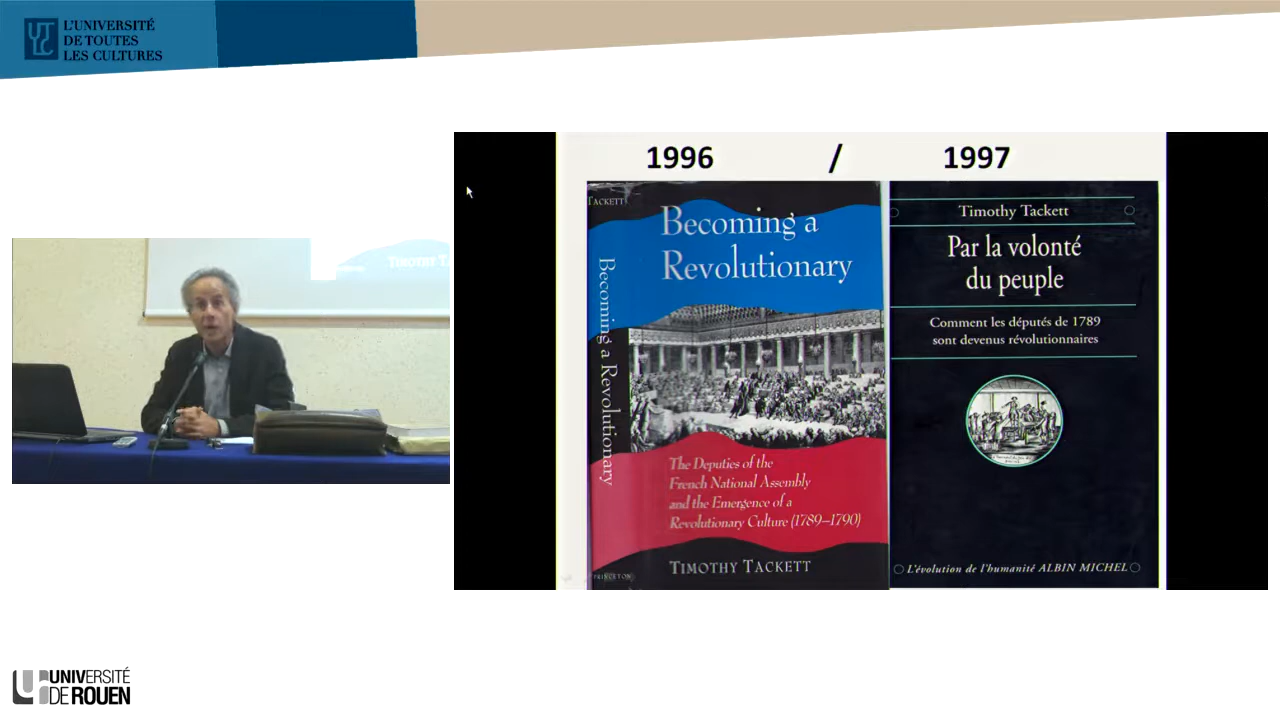 L'UNIVERSITÉ
DE TOUTES
LES CULTURES
1996 / 1997
TACKETT
Becoming a
Revolutionary
Becoming a Revolutionary
The Deputies of the
French National Assembly
and the Emergence of a
Revolutionary Culture (1789–1790)
TIMOTHY TACKETT
PRINCETON
Timothy Tackett
Par la volonté
du peuple
Comment les députés de 1789
sont devenus révolutionnaires
L'évolution de l'humanité ALBIN MICHEL
TIMOTHY T
UNIVERSITÉ
DE ROUEN